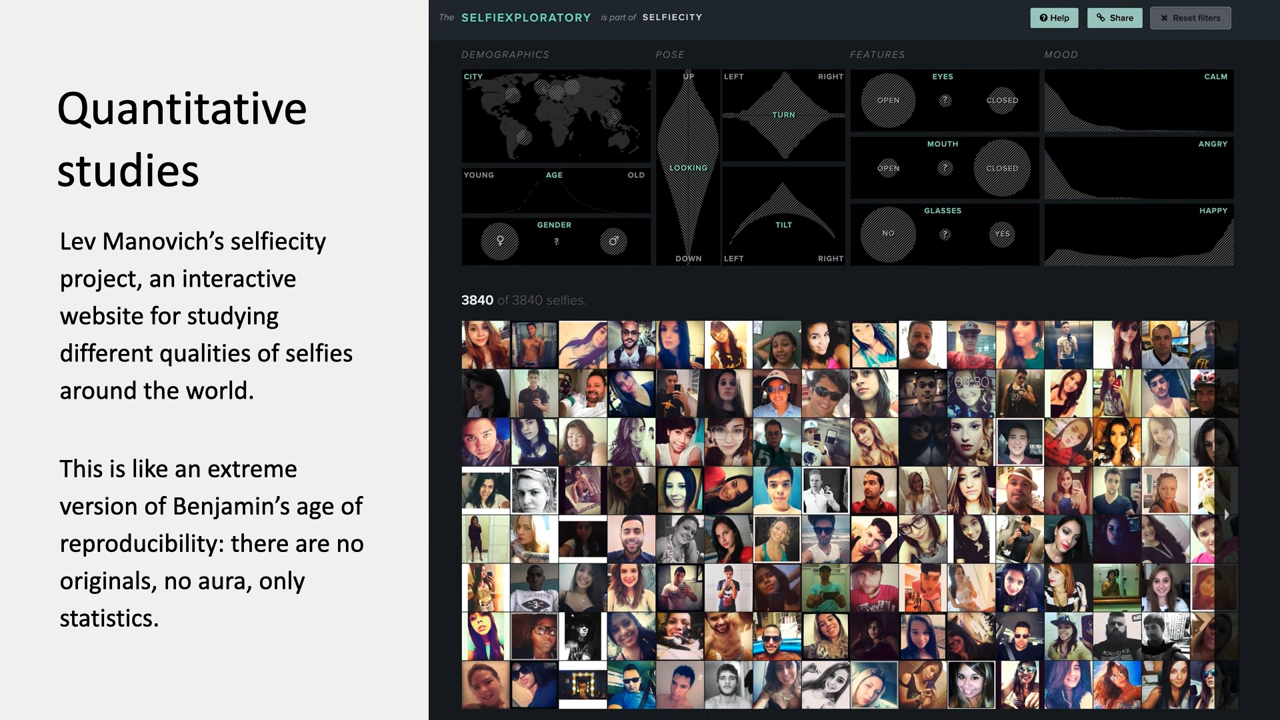 Quantitative
studies
Lev Manovich’s selfiecity
project, an interactive
website for studying
different qualities of selfies
around the world.
This is like an extreme
version of Benjamin’s age of
reproducibility: there are no
originals, no aura, only
statistics.
The SELFIEXPLORATORY is part of SELFIECITY
Help
Share
Reset filters
DEMOGRAPHICS
POSE
FEATURES
MOOD
CITY
YOUNG AGE OLD
GENDER
?
UP
LOOKING
DOWN
LEFT RIGHT
TURN
TILT
LEFT RIGHT
EYES
OPEN ? CLOSED
MOUTH
OPEN ? CLOSED
GLASSES
NO ? YES
CALM
ANGRY
HAPPY
3840 of 3840 selfies.